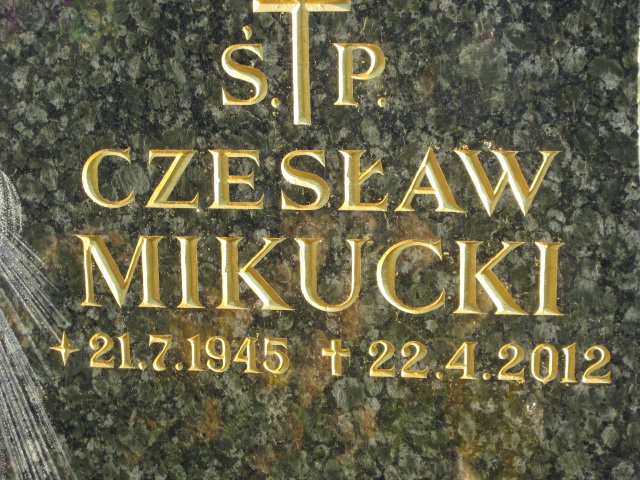 Ś. P.
CZESŁAW
MIKUCKI
21.7.1945 22.4.2012